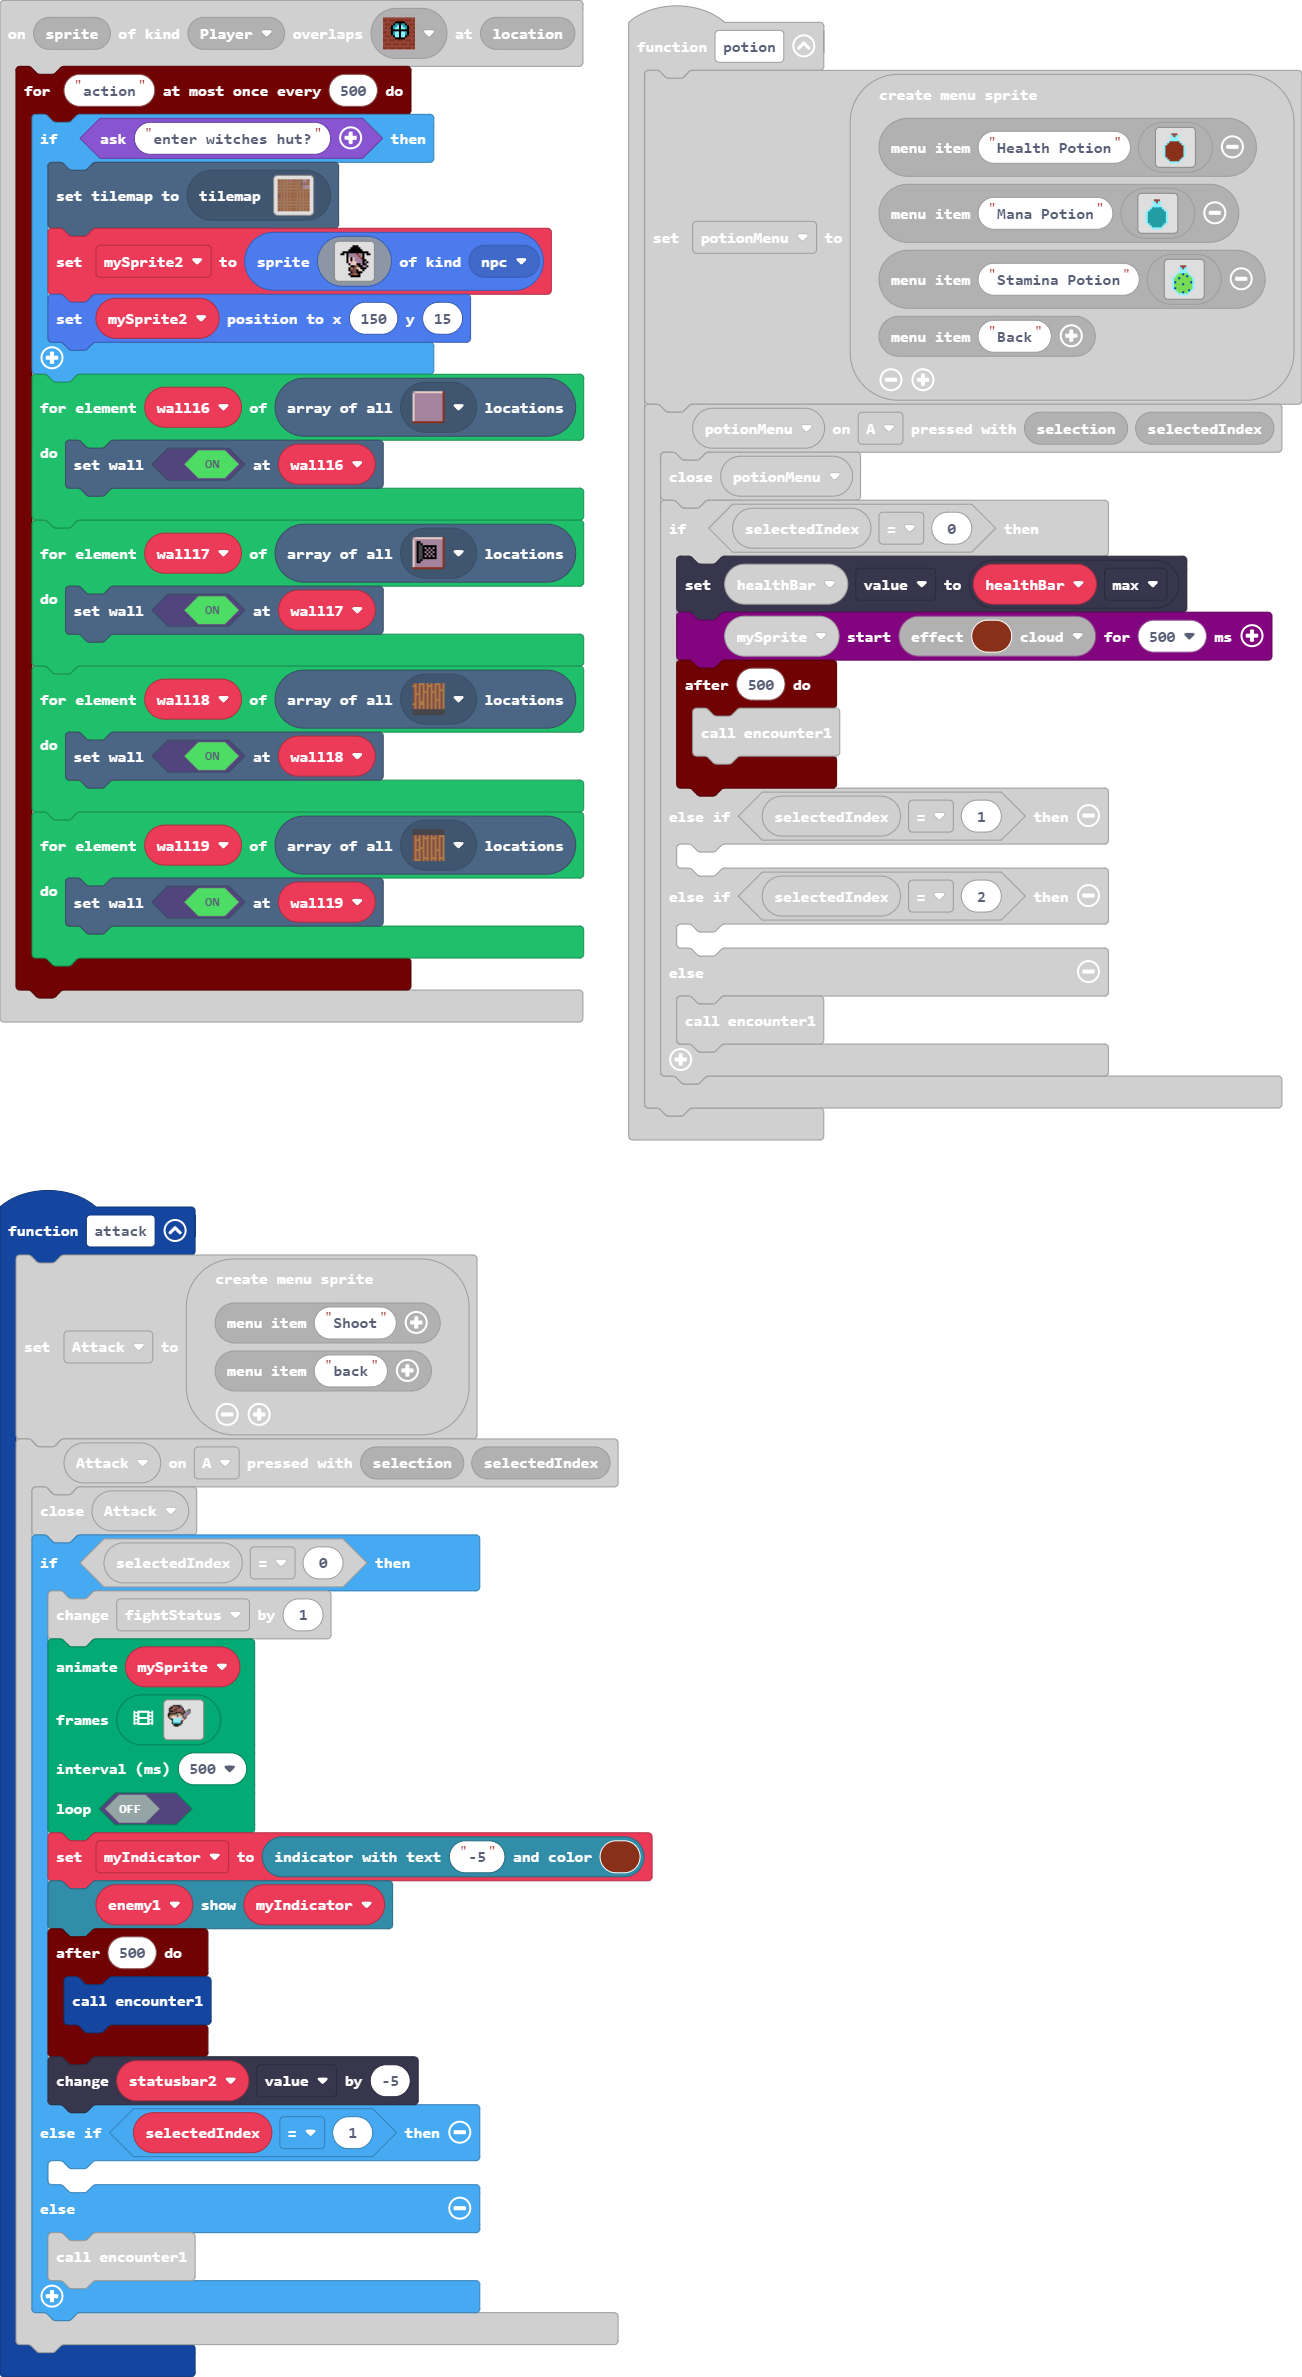 on sprite of kind Player overlaps at location
for "action" at most once every 500 do
if ask "enter witches hut?" then
set tilemap to tilemap
set mySprite2 to sprite of kind npc
set mySprite2 position to x 150 y 15
for element wall16 of array of all locations
do set wall ON at wall16
for element wall17 of array of all locations
do set wall ON at wall17
for element wall18 of array of all locations
do set wall ON at wall18
for element wall19 of array of all locations
do set wall ON at wall19
function potion
create menu sprite
menu item "Health Potion"
menu item "Mana Potion"
set potionMenu to
menu item "Stamina Potion"
menu item "Back"
potionMenu on A pressed with selection selectedIndex
close potionMenu
if selectedIndex = 0 then
set healthBar value to healthBar max
mySprite start effect cloud for 500 ms
after 500 do
call encounter1
else if selectedIndex = 1 then
else if selectedIndex = 2 then
else
call encounter1
function attack
create menu sprite
menu item "Shoot"
set Attack to
menu item "back"
Attack on A pressed with selection selectedIndex
close Attack
if selectedIndex = 0 then
change fightStatus by 1
animate mySprite
frames
interval (ms) 500
loop OFF
set myIndicator to indicator with text "-5" and color
enemy1 show myIndicator
after 500 do
call encounter1
change statusbar2 value by -5
else if selectedIndex = 1 then
else
call encounter1